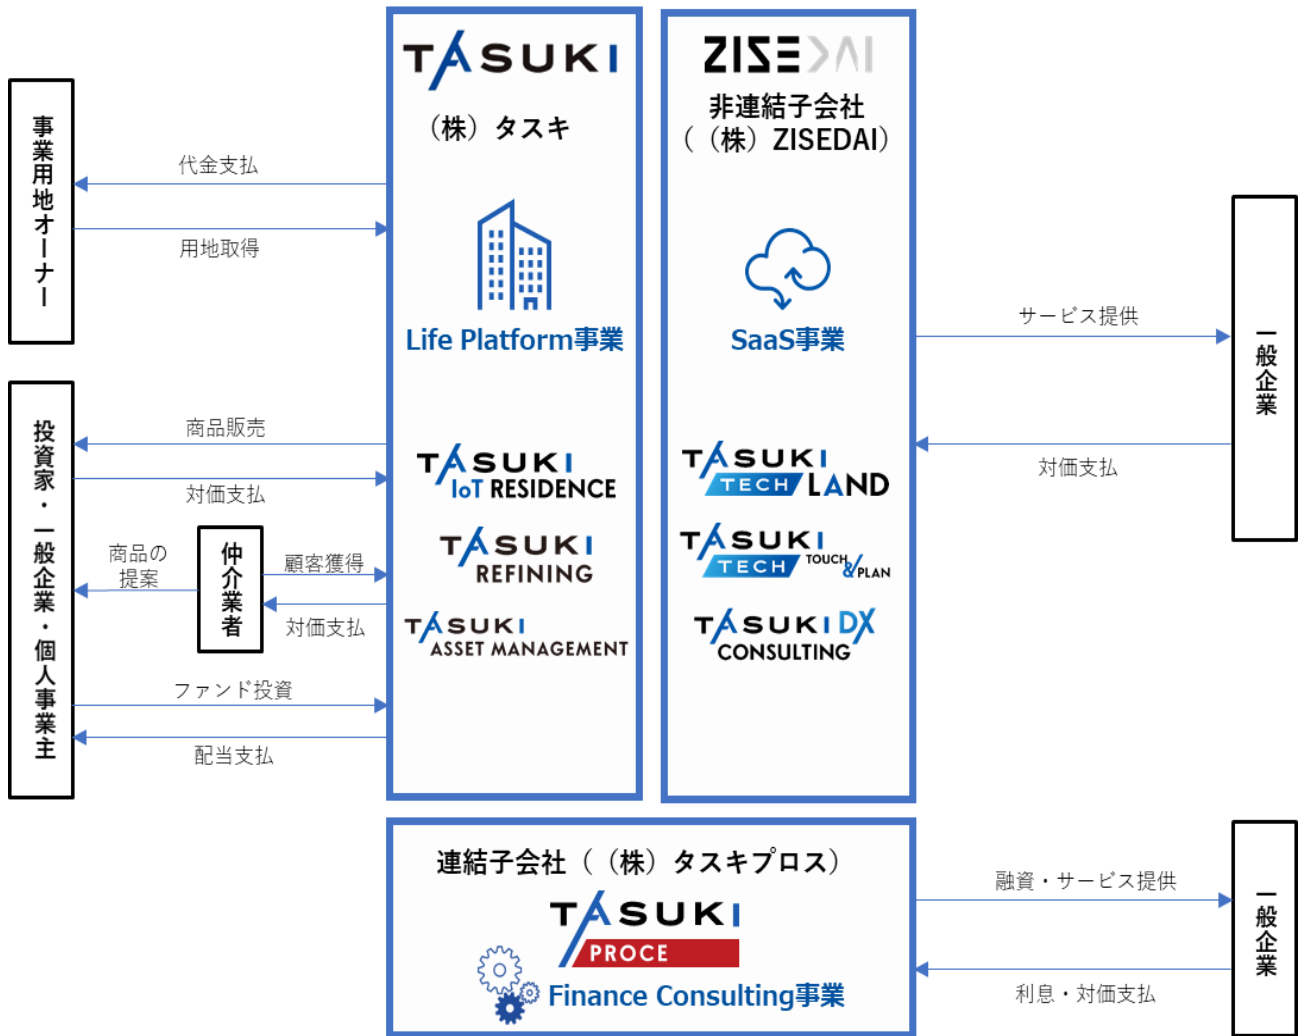 TASUKI
(株)タスキ
ZISEDAI
非連結子会社
((株)ZISEDAI)
事業用地オーナー
代金支払
用地取得
Life Platform事業
SaaS事業
サービス提供
対価支払
一般企業
投資家・一般企業・個人事業主
商品販売
対価支払
商品の
提案
仲介業者
顧客獲得
対価支払
ファンド投資
配当支払
TASUKI
IoT RESIDENCE
TASUKI
REFINING
TASUKI
ASSET MANAGEMENT
TASUKI
TECH LAND
TASUKI
TECH TOUCH
&PLAN
TASUKI DX
CONSULTING
連結子会社((株)タスキプロス)
TASUKI
PROCE
Finance Consulting事業
融資・サービス提供
利息・対価支払
一般企業